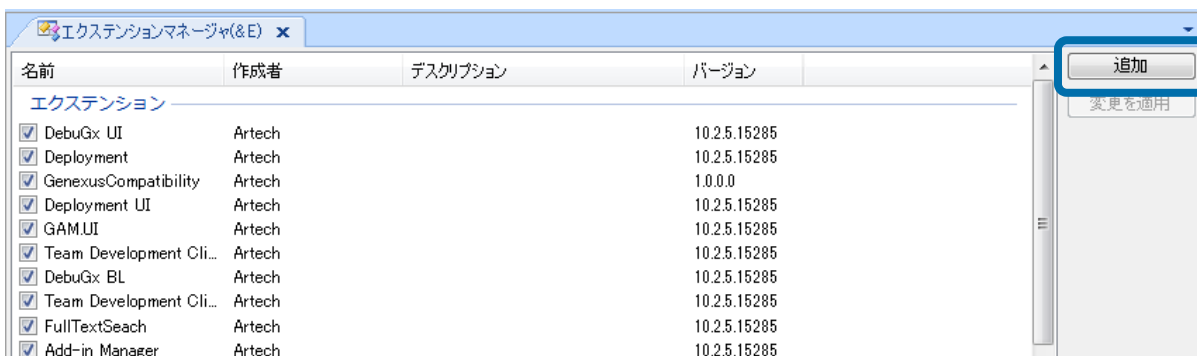 エクステンションマネージャ(&E) x
名前 作成者 デスクリプション バージョン 追加
エクステンション 変更を適用
DebuGx UI Artech 10.2.5.15285
Deployment Artech 10.2.5.15285
GenexusCompatibility Artech 1.0.0.0
Deployment UI Artech 10.2.5.15285
GAM.UI Artech 10.2.5.15285
Team Development Cli... Artech 10.2.5.15285
DebuGx BL Artech 10.2.5.15285
Team Development Cli... Artech 10.2.5.15285
FullTextSeach Artech 10.2.5.15285
Add-in Manager Artech 10.2.5.15285